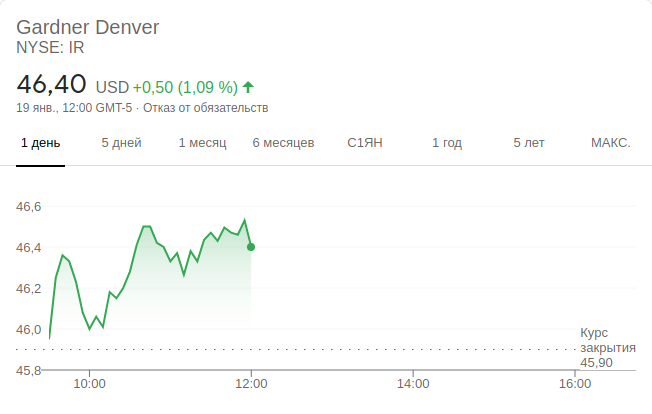 Gardner Denver
NYSE: IR
46,40 USD +0,50 (1,09 %)
19 янв., 12:00 GMT-5 · Отказ от обязательств
1 день 5 дней 1 месяц 6 месяцев С1ЯН 1 год 5 лет МАКС.
46,6
46,4
46,2
46,0
45,8
Курс
закрытия
45,90
10:00 12:00 14:00 16:00